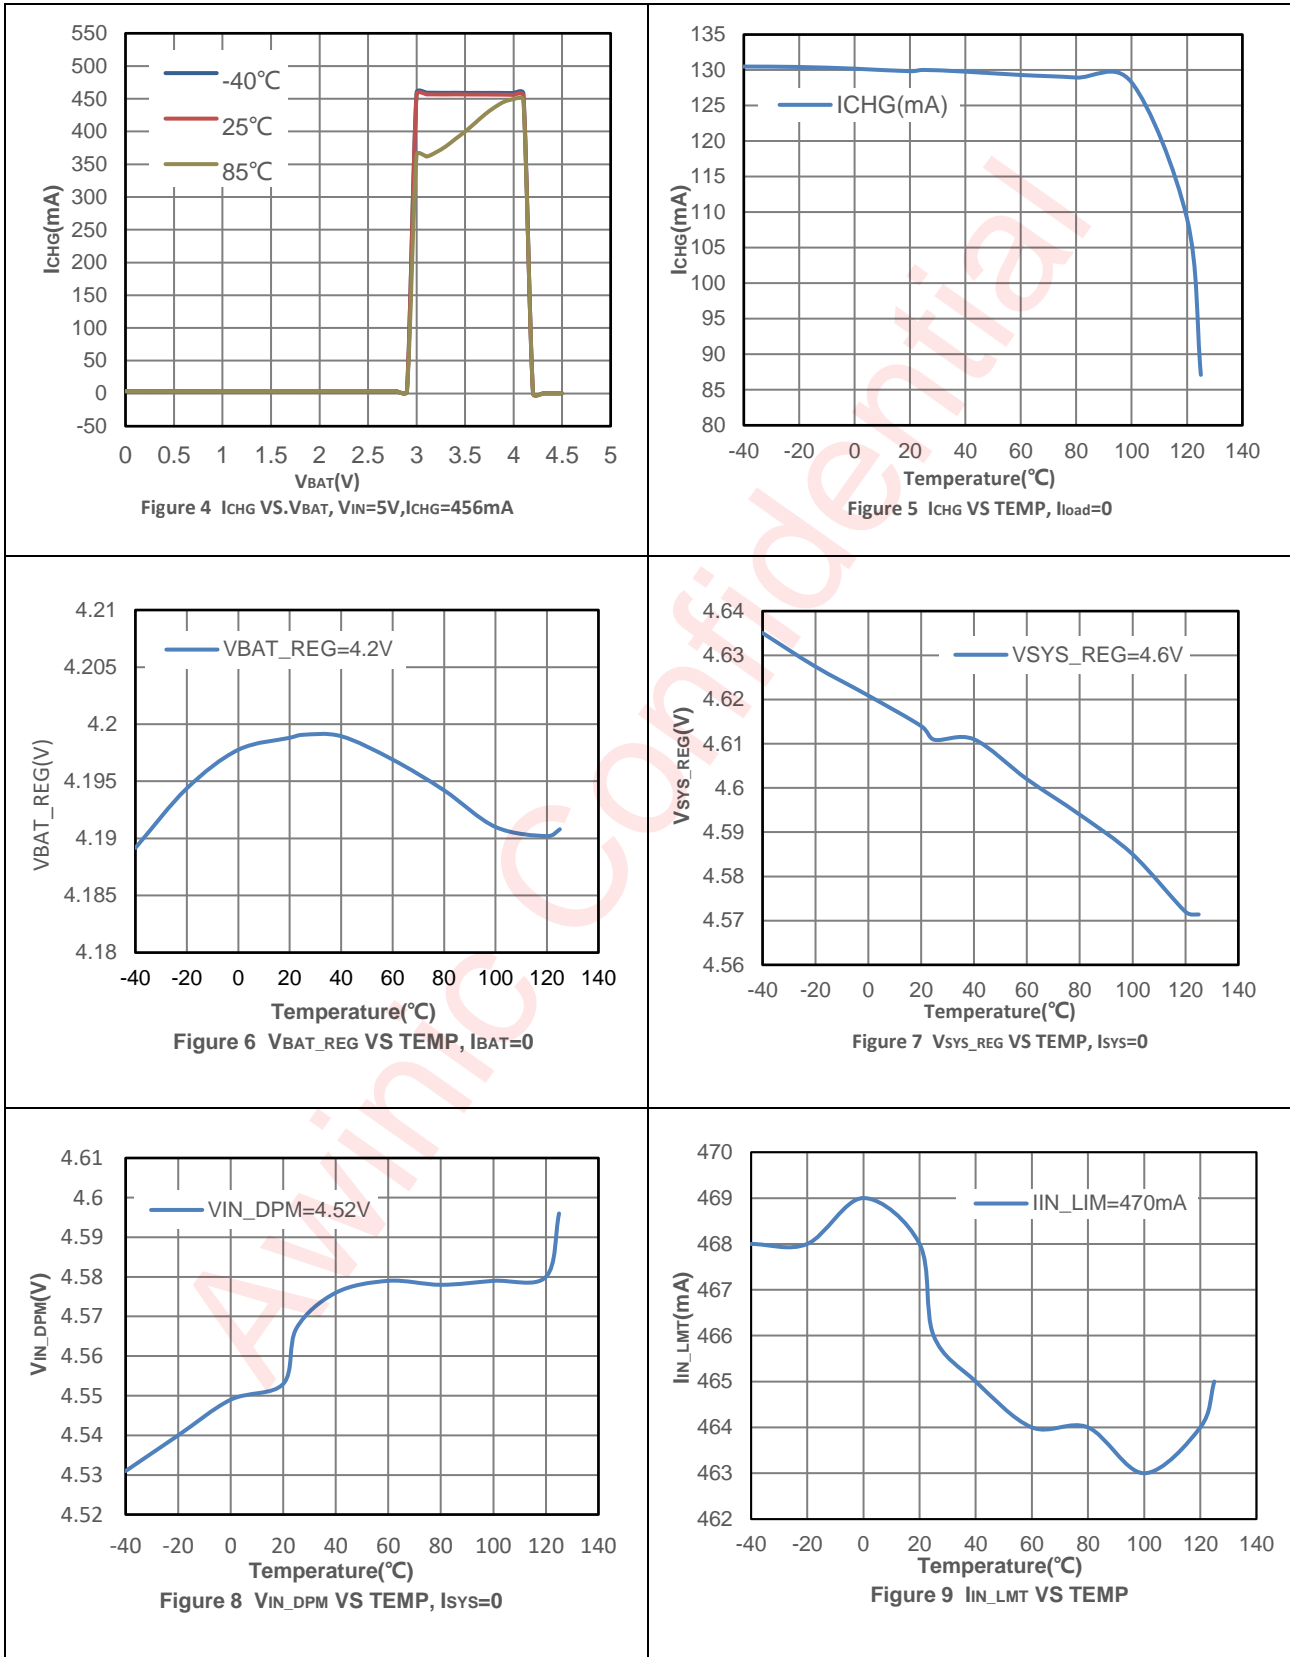 550
500
450
400
350
300
250
200
150
100
50
0
-50
-40℃
25℃
85℃
ICHG(mA)
0 0.5 1 1.5 2 2.5 3 3.5 4 4.5 5
VBAT(V)
Figure 4 ICHG VS.VBAT, VIN=5V,ICHG=456mA
135
130
125
120
115
110
105
100
95
90
85
80
ICHG(mA)
ICHG(mA)
-40 -20 0 20 40 60 80 100 120 140
Temperature(℃)
Figure 5 ICHG VS TEMP, Iload=0
4.21
4.205
4.2
4.195
4.19
4.185
4.18
VBAT_REG=4.2V
VBAT_REG(V)
-40 -20 0 20 40 60 80 100 120 140
Temperature(℃)
Figure 6 VBAT_REG VS TEMP, IBAT=0
4.64
4.63
4.62
4.61
4.6
4.59
4.58
4.57
4.56
VSYS_REG=4.6V
VSYS_REG(V)
-40 -20 0 20 40 60 80 100 120 140
Temperature(℃)
Figure 7 VSYS_REG VS TEMP, ISYS=0
4.61
4.6
4.59
4.58
4.57
4.56
4.55
4.54
4.53
4.52
VIN_DPM=4.52V
VIN_DPM(V)
-40 -20 0 20 40 60 80 100 120 140
Temperature(℃)
Figure 8 VIN_DPM VS TEMP, ISYS=0
470
469
468
467
466
465
464
463
462
IIN_LIM=470mA
IIN_LMT(mA)
-40 -20 0 20 40 60 80 100 120 140
Temperature(℃)
Figure 9 IIN_LMT VS TEMP
Awinic Confidential